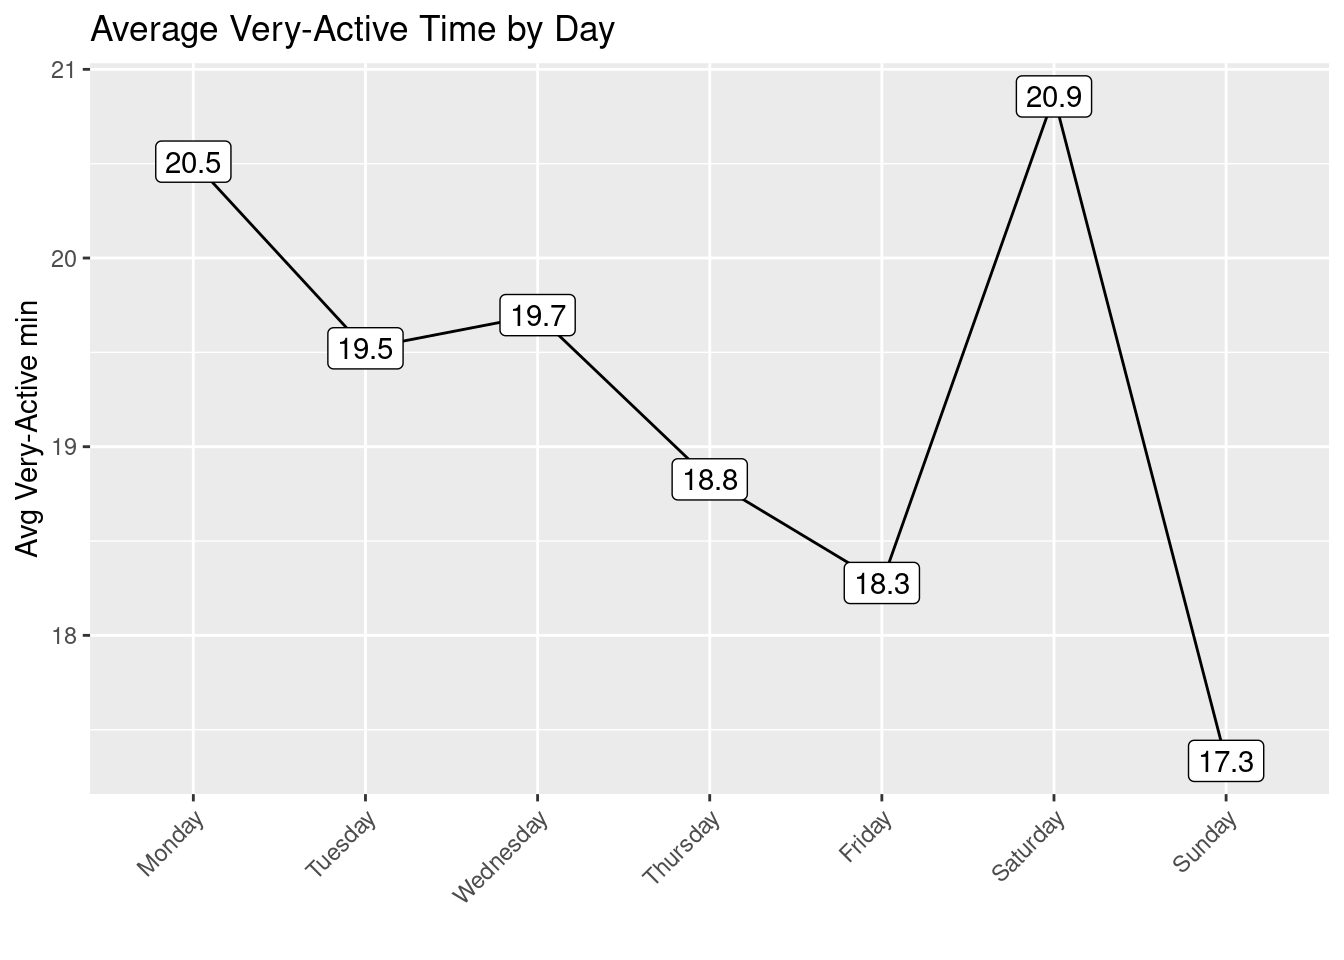 Average Very-Active Time by Day
Avg Very-Active min
21
20
19
18
20.5
19.5
19.7
18.8
18.3
20.9
17.3
Monday
Tuesday
Wednesday
Thursday
Friday
Saturday
Sunday